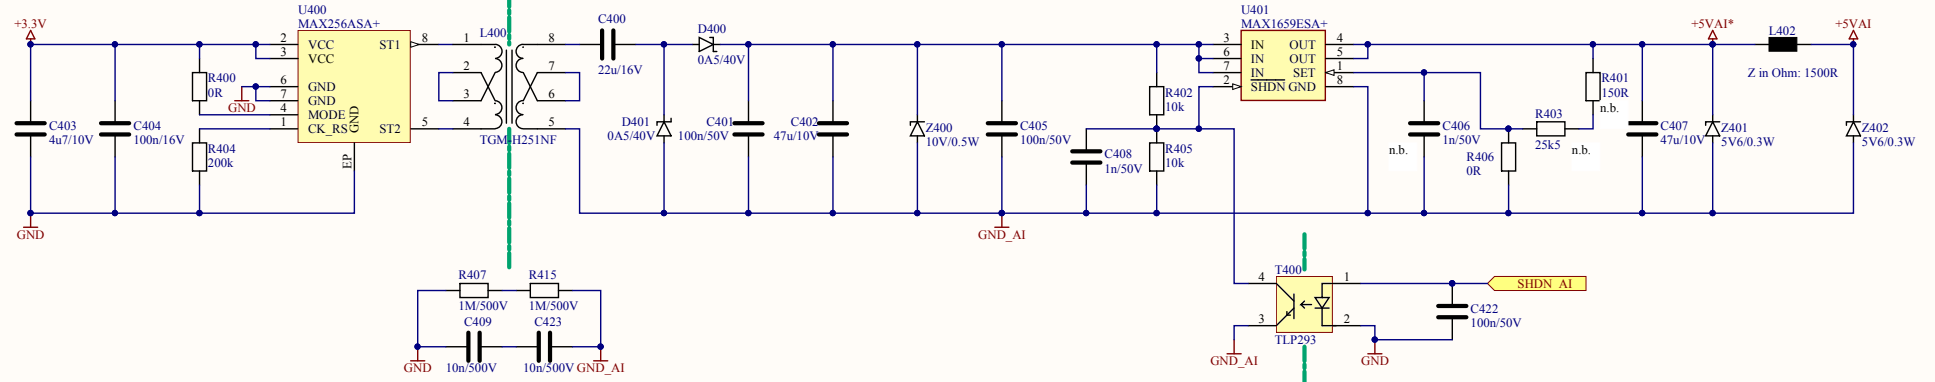 +3.3V
C403
4u7/10V
C404
100n/16V
R400
0R
R404
200k
GND
GND
U400
MAX256ASA+
2 VCC ST1 8
3 VCC
6 GND
7 GND
4 MODE
1 CK_RS ST2 5
GND
EP
L400
1 8
2 7
3 6
4 5
TGM-H251NF
C400
22u/16V
D400
0A5/40V
D401
0A5/40V
C401
100n/50V
C402
47u/10V
Z400
10V/0.5W
C405
100n/50V
GND_AI
C408
1n/50V
R402
10k
R405
10k
U401
MAX1659ESA+
3 IN OUT 4
6 IN OUT 5
7 IN SET 1
2 SHDN GND 8
C406
1n/50V
n.b.
R406
0R
R403
25k5
n.b.
R401
150R
n.b.
C407
47u/10V
+5VAI*
Z401
5V6/0.3W
L402
Z in Ohm: 1500R
+5VAI
Z402
5V6/0.3W
R407
1M/500V
R415
1M/500V
C409
10n/500V
C423
10n/500V
GND
GND_AI
T400
4 1
3 2
TLP293
GND_AI
GND
SHDN_AI
C422
100n/50V